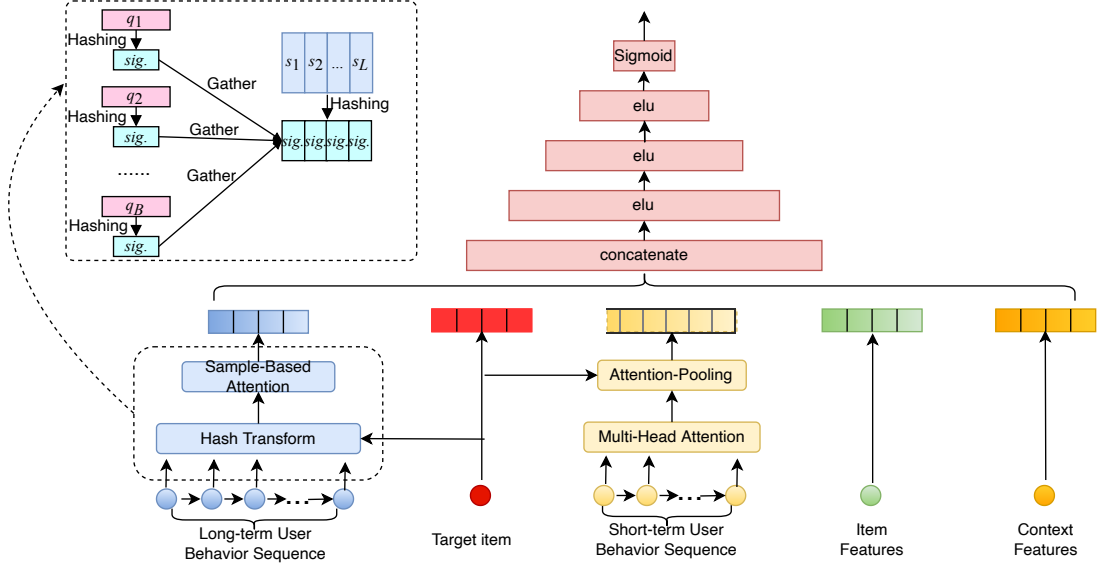 q1
Hashing
sig.
Gather
q2
Hashing
sig.
Gather
......
Gather
qB
Hashing
sig.
s1 s2 ... sL
Hashing
sig. sig. sig. sig.
Sigmoid
elu
elu
elu
concatenate
Sample-Based
Attention
Hash Transform
Attention-Pooling
Multi-Head Attention
...
...
Long-term User
Behavior Sequence
Target item
Short-term User
Behavior Sequence
Item
Features
Context
Features